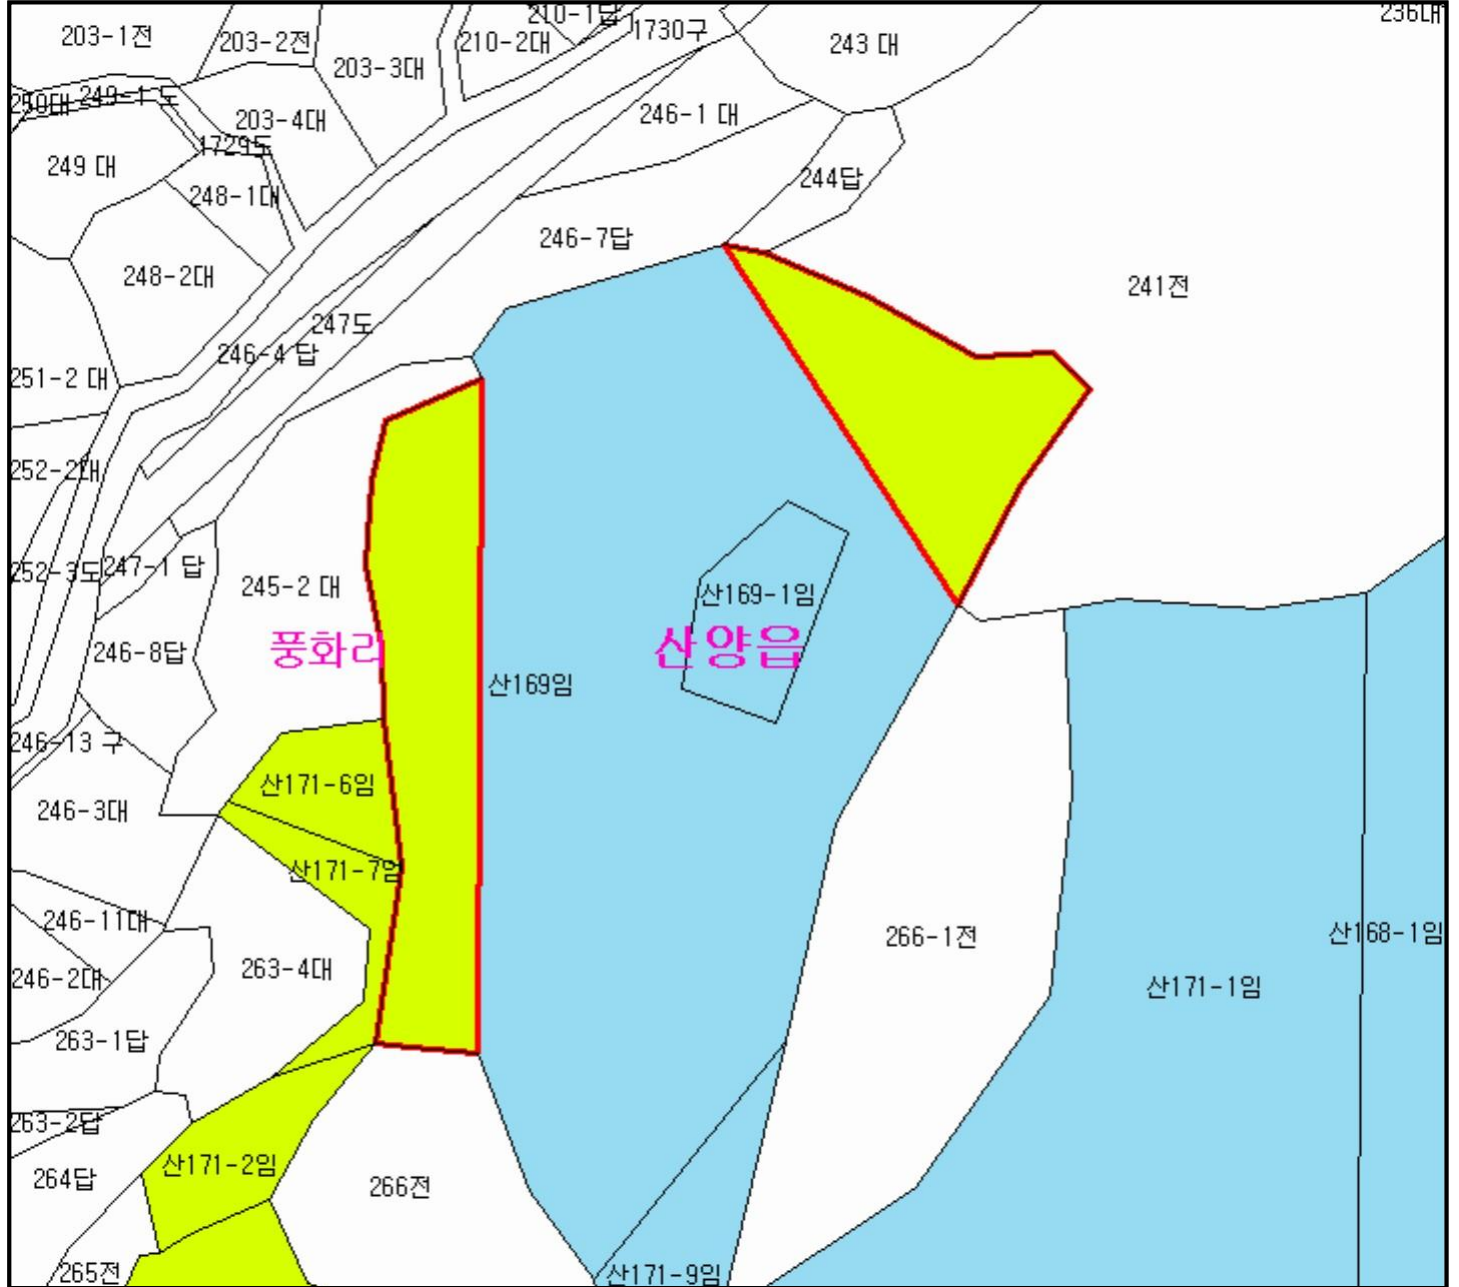 210-1답
236대
203-1전
203-2전
210-2대
1730구
243 대
203-3대
249-1 도
250대
203-4대
246-1 대
1729도
249 대
248-1대
244답
246-7답
248-2대
241전
247도
246-4 답
251-2 대
252-2대
252-3도
247-1 답
245-2 대
산169-1임
246-8답
풍화리
산양읍
산169임
246-13 구
산171-6임
246-3대
산171-7임
246-11대
266-1전
산168-1임
246-2대
263-4대
산171-1임
263-1답
263-2답
264답
산171-2임
266전
265전
산171-9임